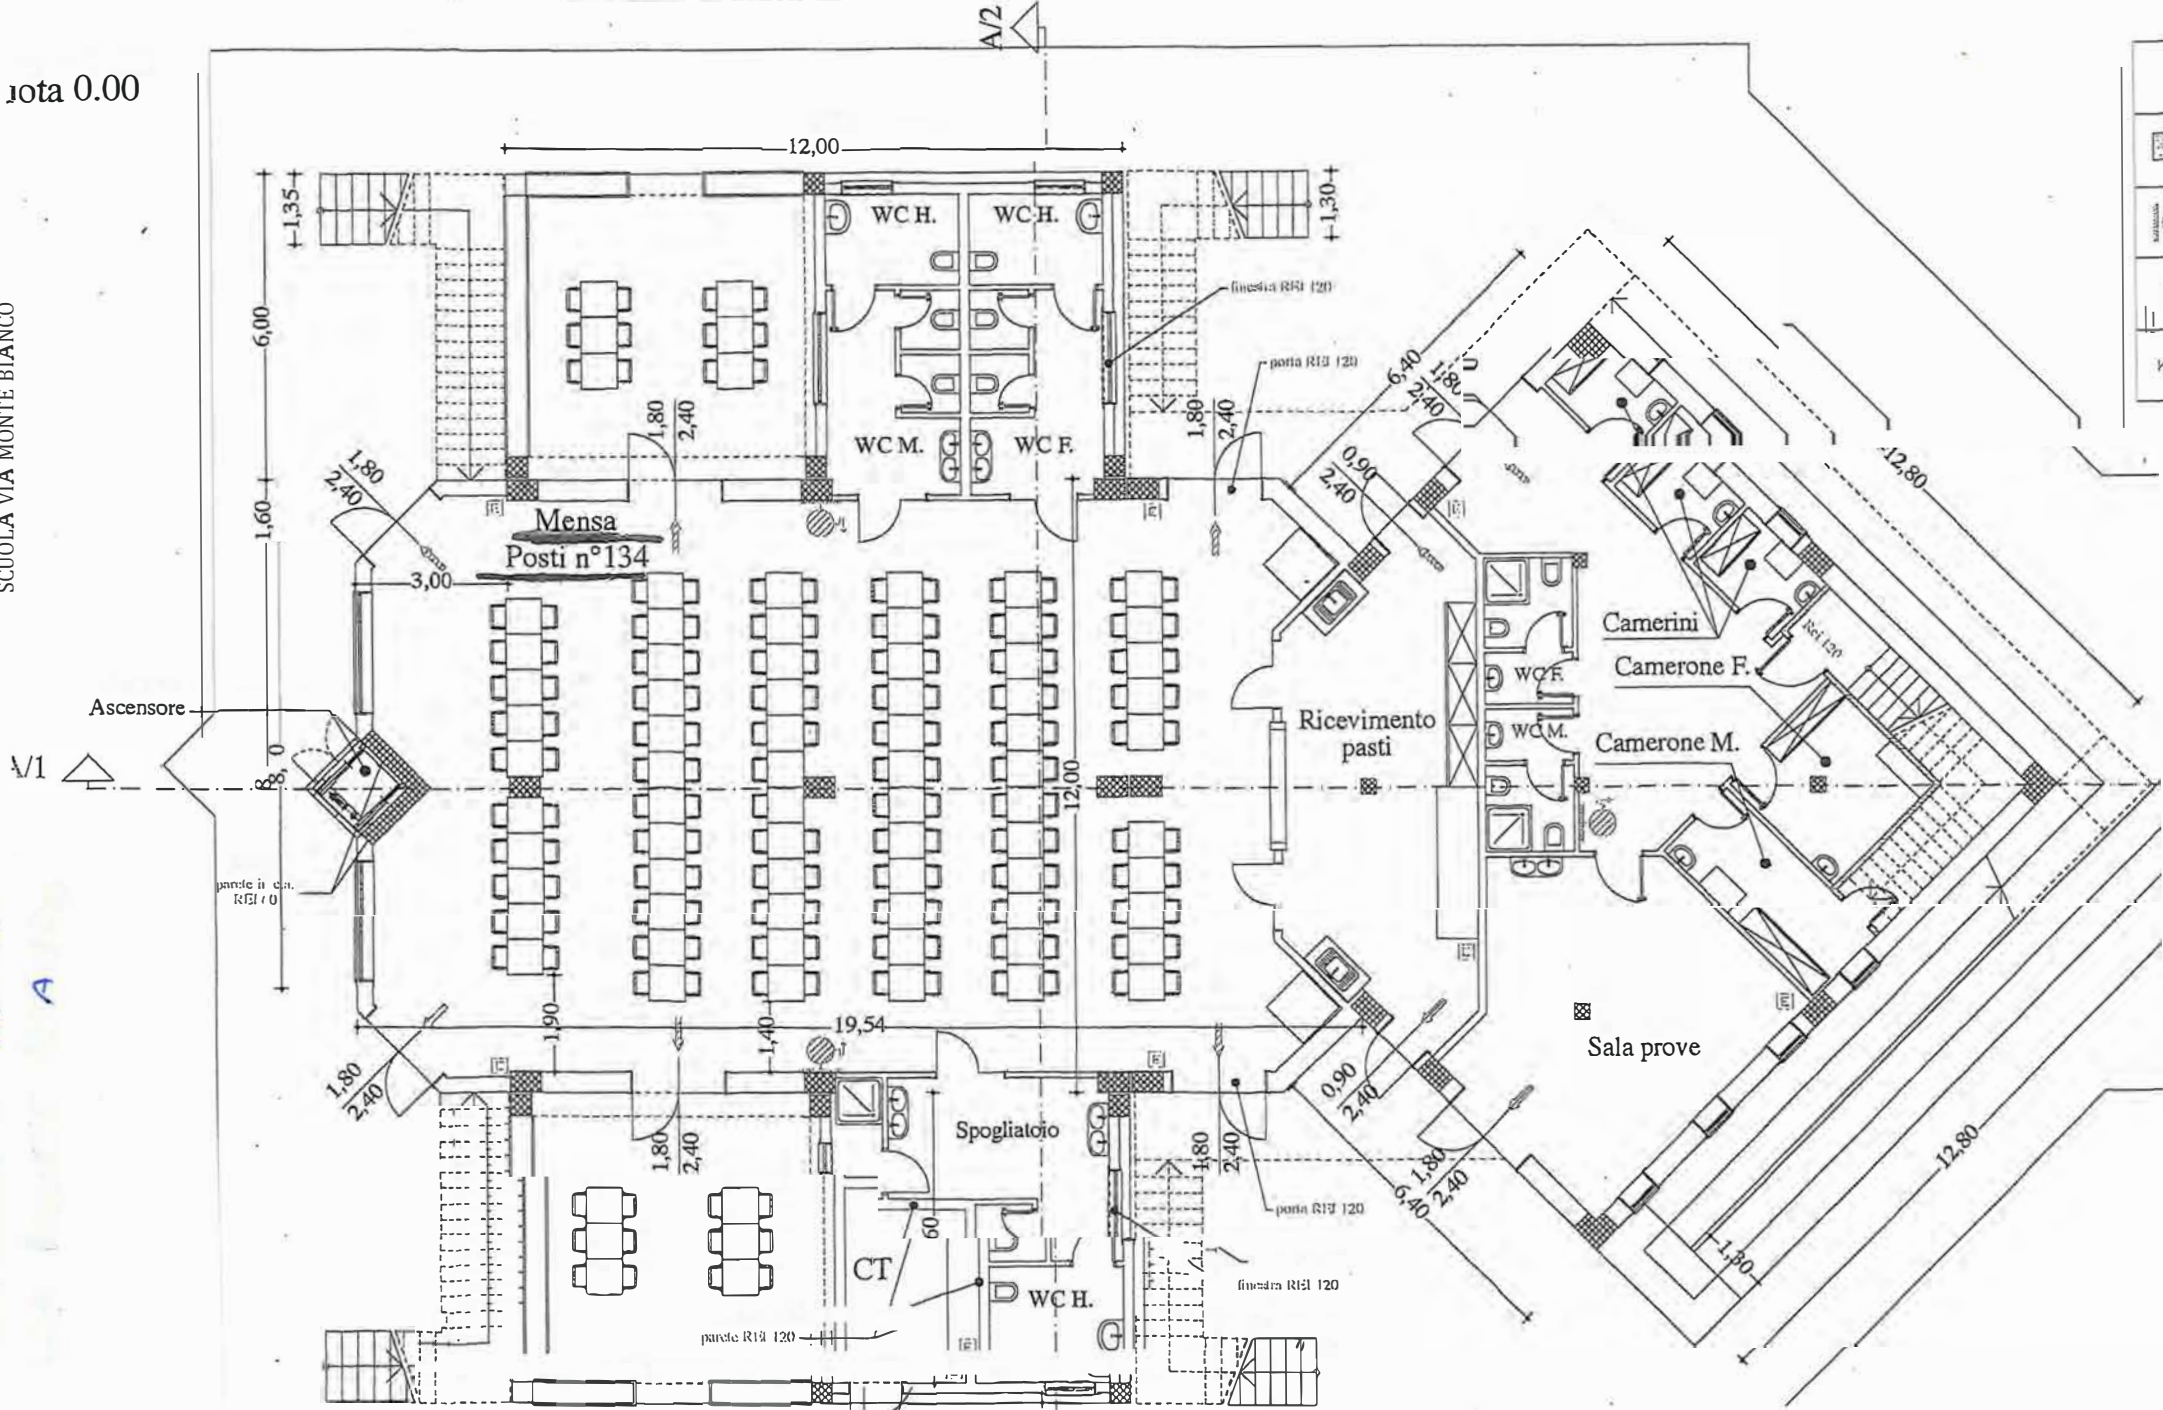 A/2
0.00
12,00
1,35
1,30
WC H.
WC H.
SCUOLA VIA MONTE BIANCO
finestra REI 120
6,00
porta REI 120
6,40
1,80
2,40
1,80
2,40
1,80
2,40
WC M.
WC F.
12,80
1,80
2,40
0,90
2,40
1,60
Mensa
Posti n°134
3,00
Camerini
Rei 120
Camerone F.
WC F.
Ascensore
Ricevimento
pasti
WC M.
Camerone M.
A/1
12,00
parete in c.a.
A
1,90
1,40
19,54
Sala prove
1,80
2,40
0,90
2,40
Spogliatoio
1,80
2,40
1,80
2,40
1,80
2,40
6,40
12,80
porta REI 120
60
CT
1,30
finestra REI 120
WC H.
parete REI 120